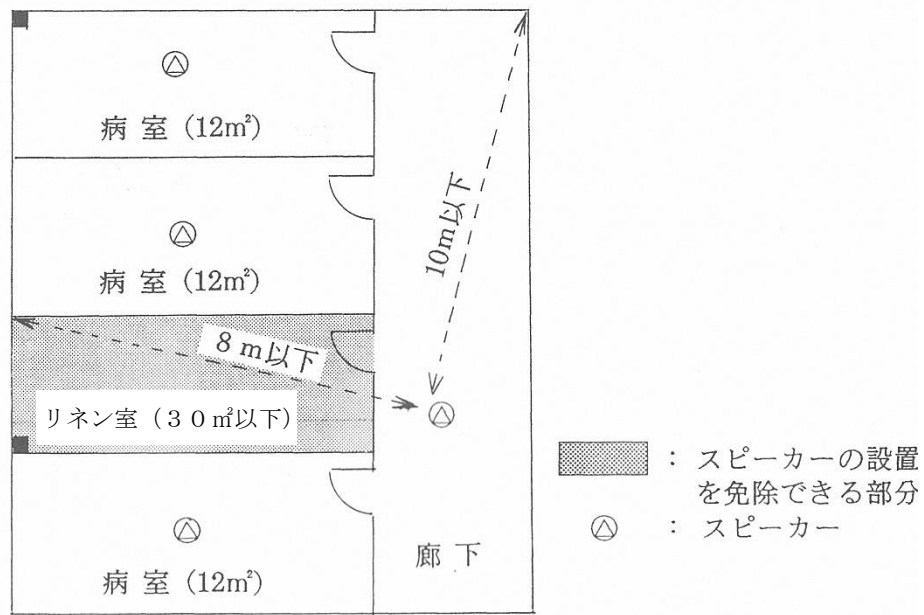 病 室 (12㎡)
10m以下
病 室 (12㎡)
8 m以下
リネン室(30㎡以下)
病 室 (12㎡)
廊 下
: スピーカーの設置
を免除できる部分
: スピーカー